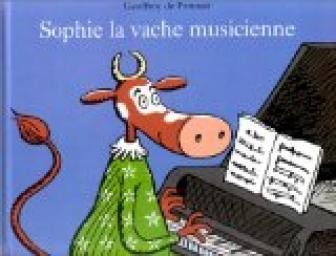 Geoffroy de Pennart
Sophie la vache musicienne